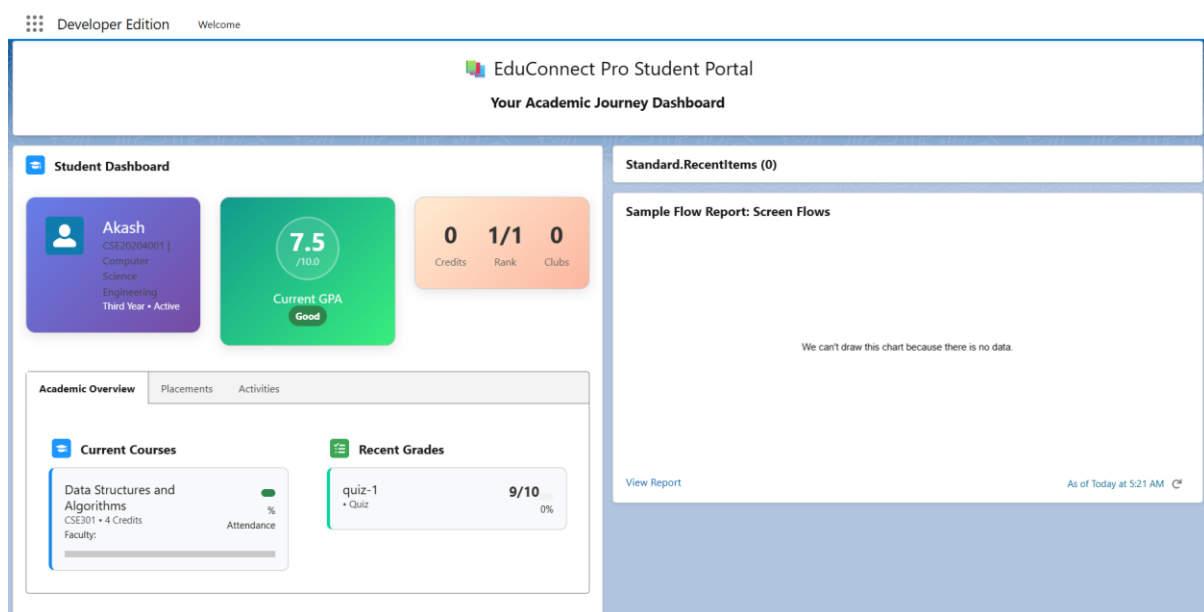 Developer Edition Welcome
EduConnect Pro Student Portal
Your Academic Journey Dashboard
Student Dashboard
Akash
CSE20204001 |
Computer
Science
Engineering
Third Year • Active
7.5
/10.0
Current GPA
Good
0 1/1 0
Credits Rank Clubs
Academic Overview Placements Activities
Current Courses
Data Structures and
Algorithms
CSE301 • 4 Credits
Faculty:
%
Attendance
Recent Grades
quiz-1
• Quiz
9/10
0%
Standard.RecentItems (0)
Sample Flow Report: Screen Flows
We can't draw this chart because there is no data.
View Report
As of Today at 5:21 AM